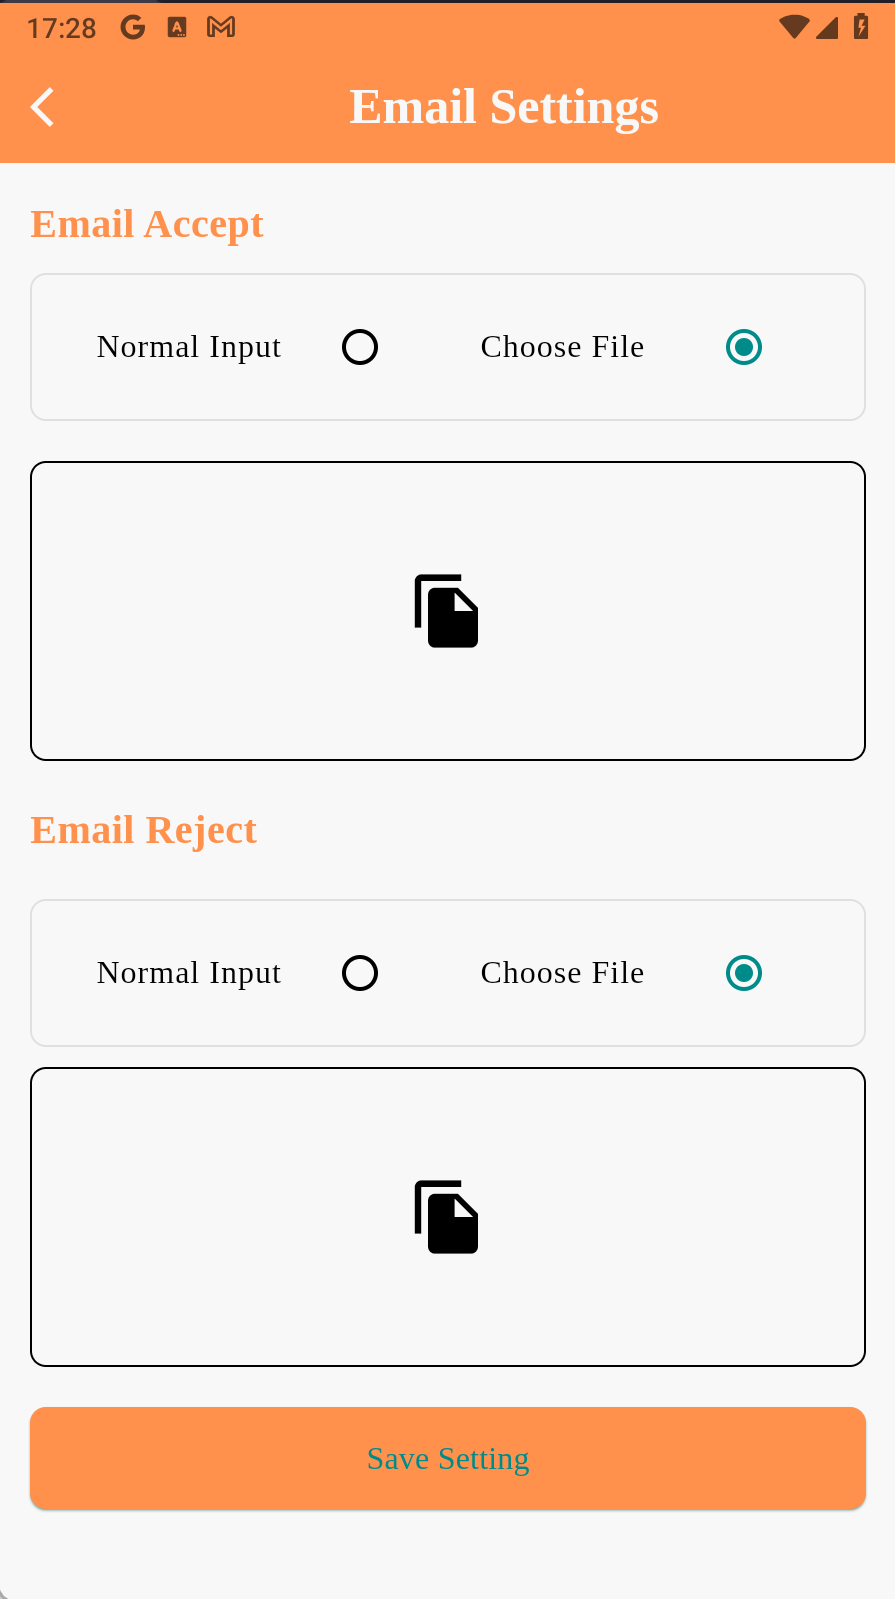 17:28
Email Settings
Email Accept
Normal Input Choose File
Email Reject
Normal Input Choose File
Save Setting